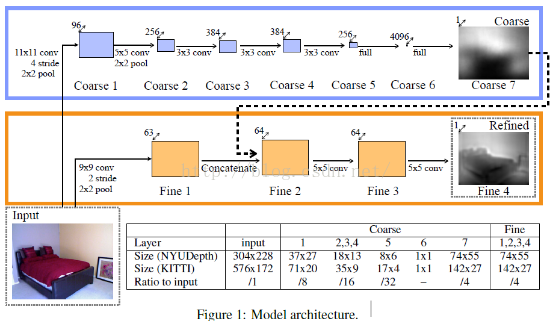 96
256
384
384
256
4096
1
Coarse
11x11 conv
4 stride
2x2 pool
5x5 conv
2x2 pool
3x3 conv
3x3 conv
3x3 conv
full
full
Coarse 1
Coarse 2
Coarse 3
Coarse 4
Coarse 5
Coarse 6
Coarse 7
63
64
64
1
Refined
9x9 conv
2 stride
2x2 pool
Concatenate
5x5 conv
5x5 conv
http://blog.csdn.net/
Fine 1
Fine 2
Fine 3
Fine 4
Input
Coarse Fine
Layer input 1 2,3,4 5 6 7 1,2,3,4
Size (NYUDepth) 304x228 37x27 18x13 8x6 1x1 74x55 74x55
Size (KITTI) 576x172 71x20 35x9 17x4 1x1 142x27 142x27
Ratio to input /1 /8 /16 /32 – /4 /4
Figure 1: Model architecture.